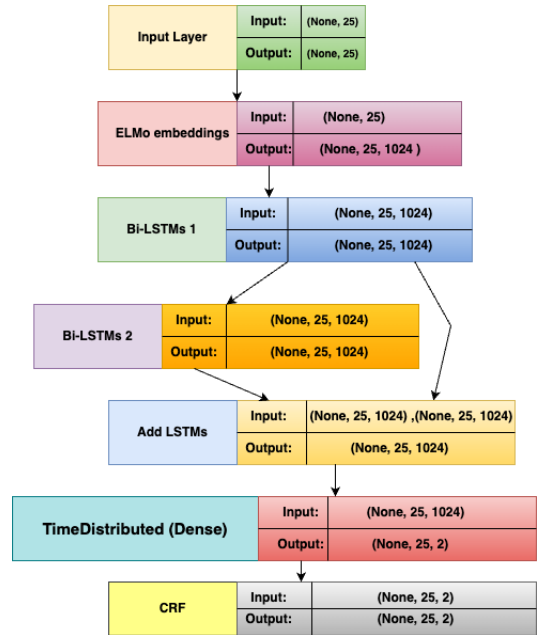 Input Layer
Input: (None, 25)
Output: (None, 25)
ELMo embeddings
Input: (None, 25)
Output: (None, 25, 1024 )
Bi-LSTMs 1
Input: (None, 25, 1024)
Output: (None, 25, 1024)
Bi-LSTMs 2
Input: (None, 25, 1024)
Output: (None, 25, 1024)
Add LSTMs
Input: (None, 25, 1024) ,(None, 25, 1024)
Output: (None, 25, 1024)
TimeDistributed (Dense)
Input: (None, 25, 1024)
Output: (None, 25, 2)
CRF
Input: (None, 25, 2)
Output: (None, 25, 2)